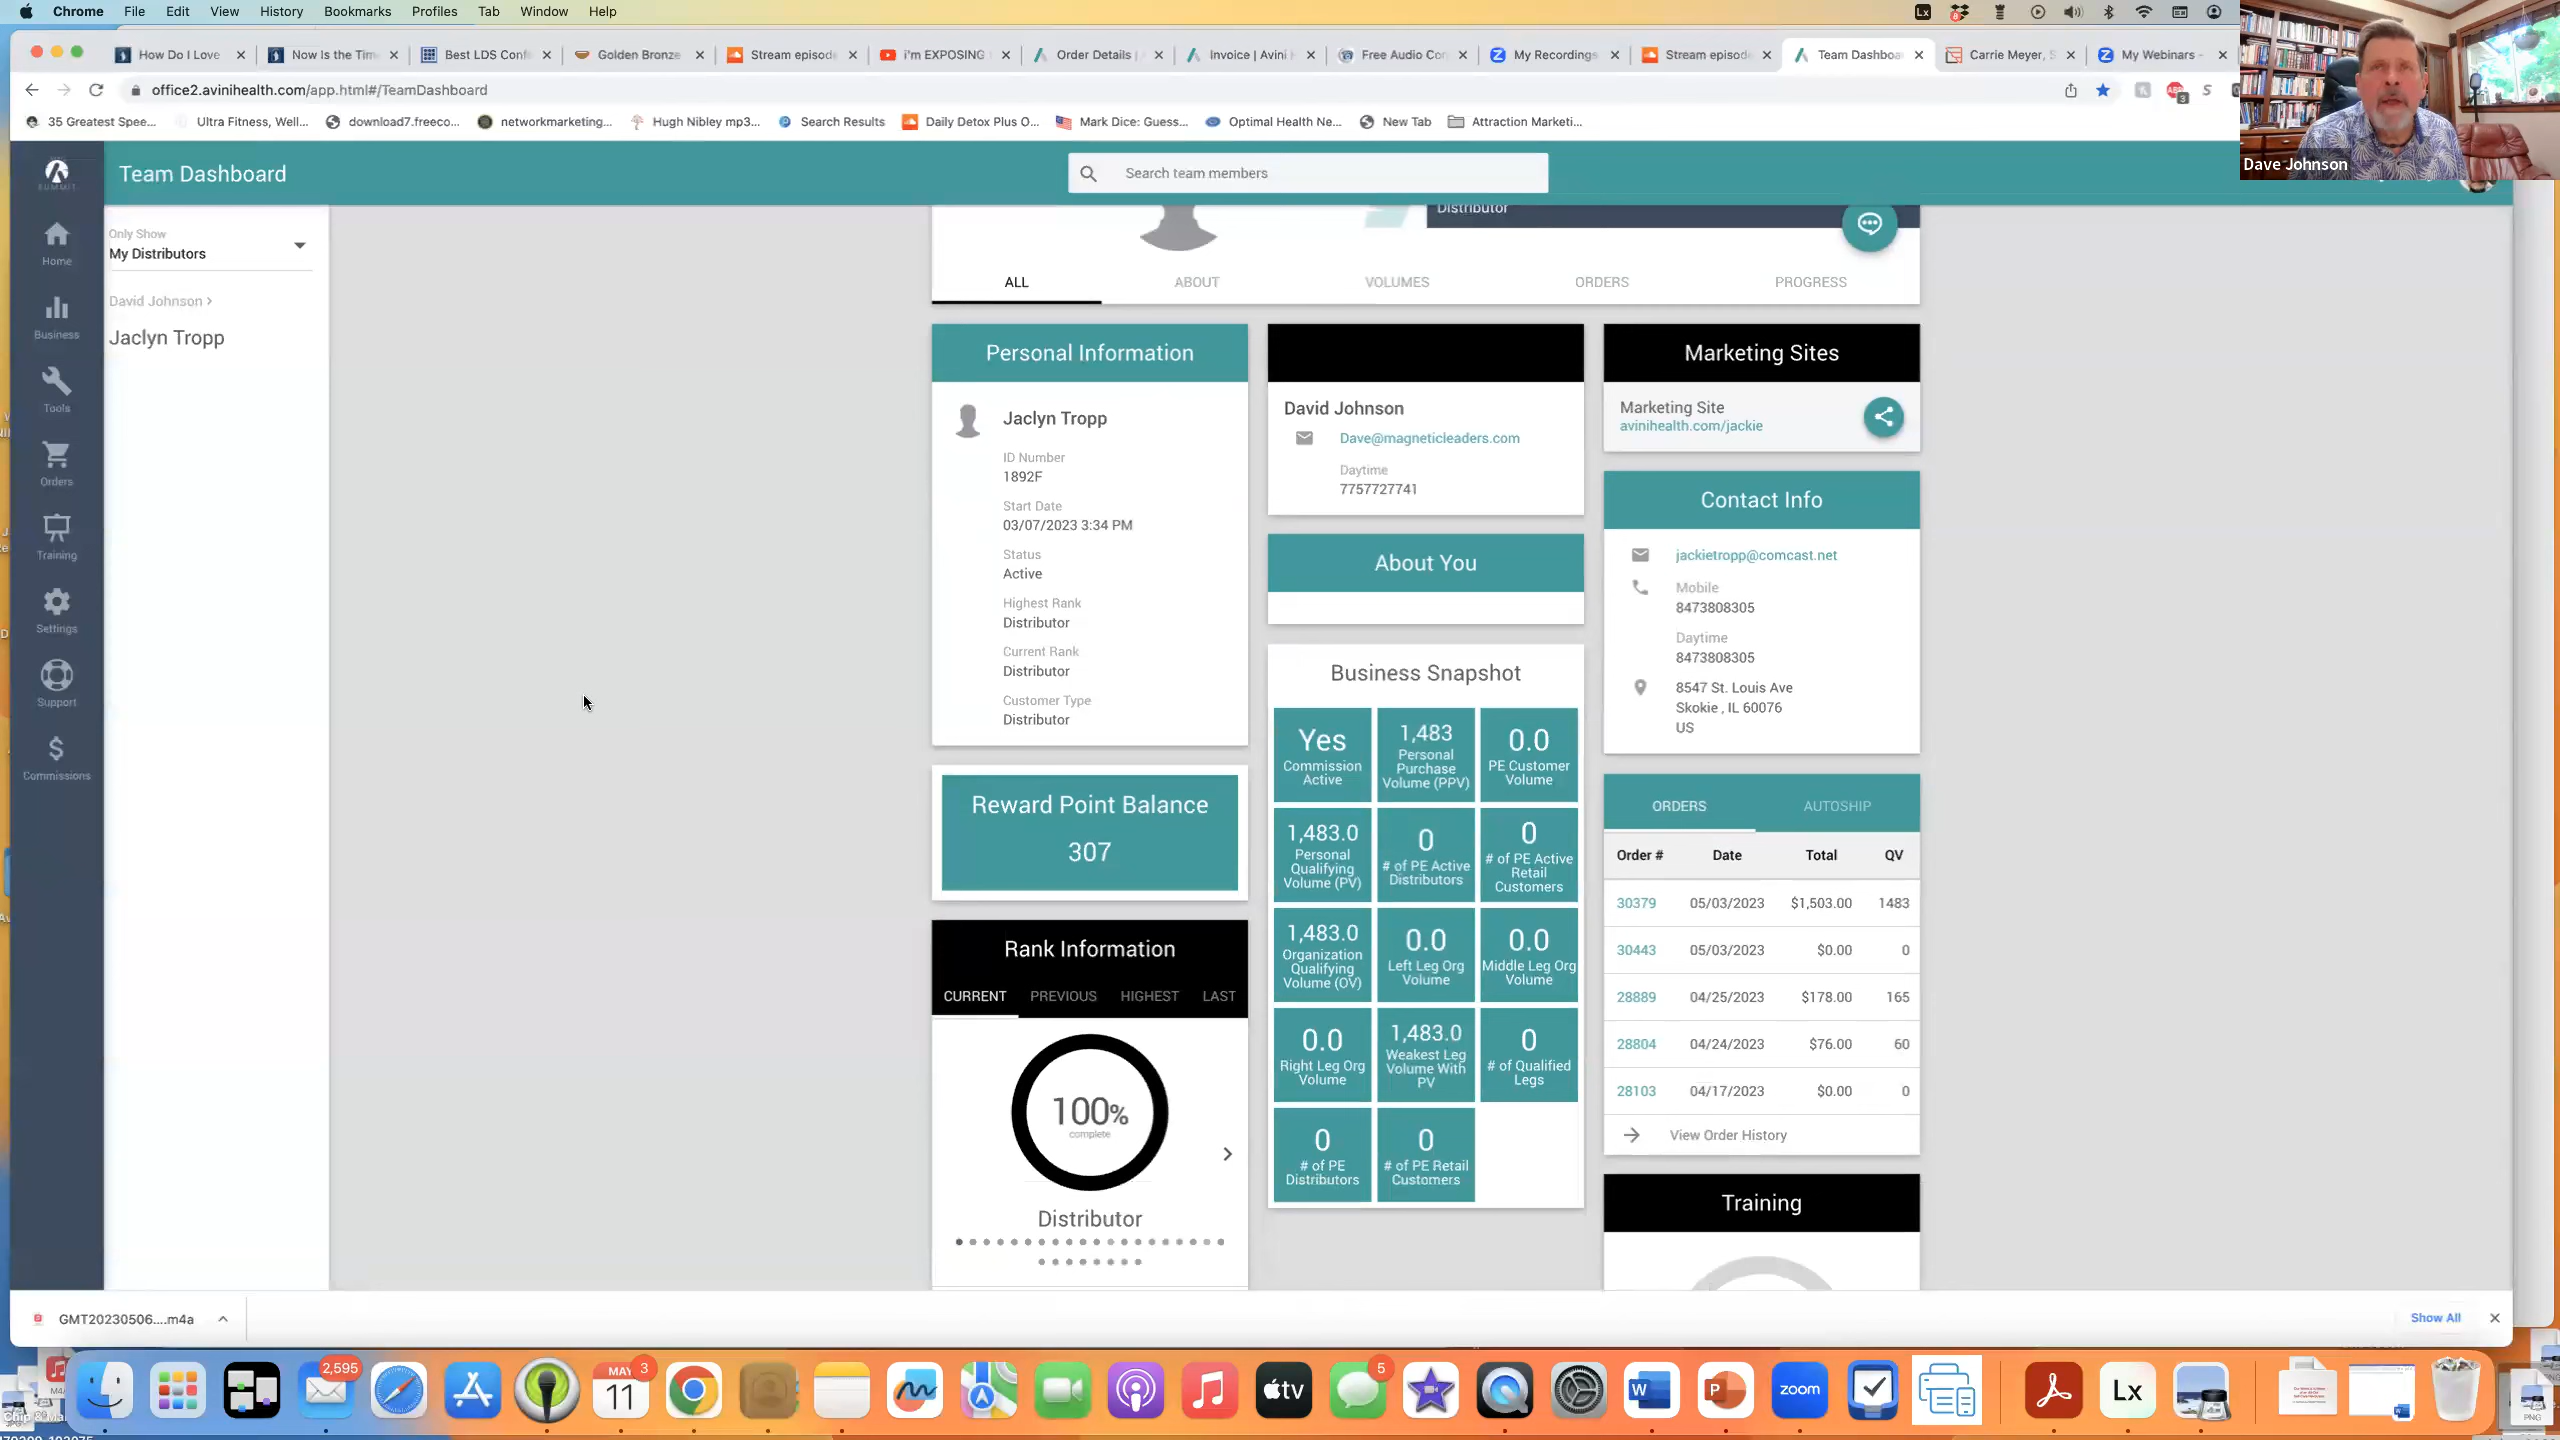 Chrome File Edit View History Bookmarks Profiles Tab Window Help
How Do I Love
Now Is the Tim
Best LDS Conf
Golden Bronze
Stream episod
i'm EXPOSING
Order Details |
Invoice | Avini H
Free Audio Con
My Recordings
Stream episod
Team Dashboa
Carrie Meyer, S
My Webinars -
office2.avinihealth.com/app.html#/TeamDashboard
35 Greatest Spee...
Ultra Fitness, Well...
download7.freeco...
networkmarketing...
Hugh Nibley mp3...
Search Results
Daily Detox Plus O...
Mark Dice: Guess...
Optimal Health Ne...
New Tab
Attraction Marketi...
Dave Johnson
SUMMIT
Team Dashboard
Search team members
Home
Business
Tools
Orders
Training
Settings
Support
Commissions
Only Show
My Distributors
David Johnson >
Jaclyn Tropp
Distributor
ALL ABOUT VOLUMES ORDERS PROGRESS
Personal Information
Jaclyn Tropp
ID Number
1892F
Start Date
03/07/2023 3:34 PM
Status
Active
Highest Rank
Distributor
Current Rank
Distributor
Customer Type
Distributor
Reward Point Balance
307
Rank Information
CURRENT PREVIOUS HIGHEST LAST
100%
complete
Distributor
David Johnson
Dave@magneticleaders.com
Daytime
7757727741
About You
Business Snapshot
Yes
Commission
Active
1,483
Personal
Purchase
Volume (PPV)
0.0
PE Customer
Volume
1,483.0
Personal
Qualifying
Volume (PV)
0
# of PE Active
Distributors
0
# of PE Active
Retail
Customers
1,483.0
Organization
Qualifying
Volume (OV)
0.0
Left Leg Org
Volume
0.0
Middle Leg Org
Volume
0.0
Right Leg Org
Volume
1,483.0
Weakest Leg
Volume With
PV
0
# of Qualified
Legs
0
# of PE
Distributors
0
# of PE Retail
Customers
Marketing Sites
Marketing Site
avinihealth.com/jackie
Contact Info
jackietropp@comcast.net
Mobile
8473808305
Daytime
8473808305
8547 St. Louis Ave
Skokie , IL 60076
US
ORDERS AUTOSHIP
Order # Date Total QV
30379 05/03/2023 $1,503.00 1483
30443 05/03/2023 $0.00 0
28889 04/25/2023 $178.00 165
28804 04/24/2023 $76.00 60
28103 04/17/2023 $0.00 0
View Order History
Training
GMT20230506....m4a
Show All
2,595
MAY 3
11
tv
5
W
P
zoom
Lx
PNG